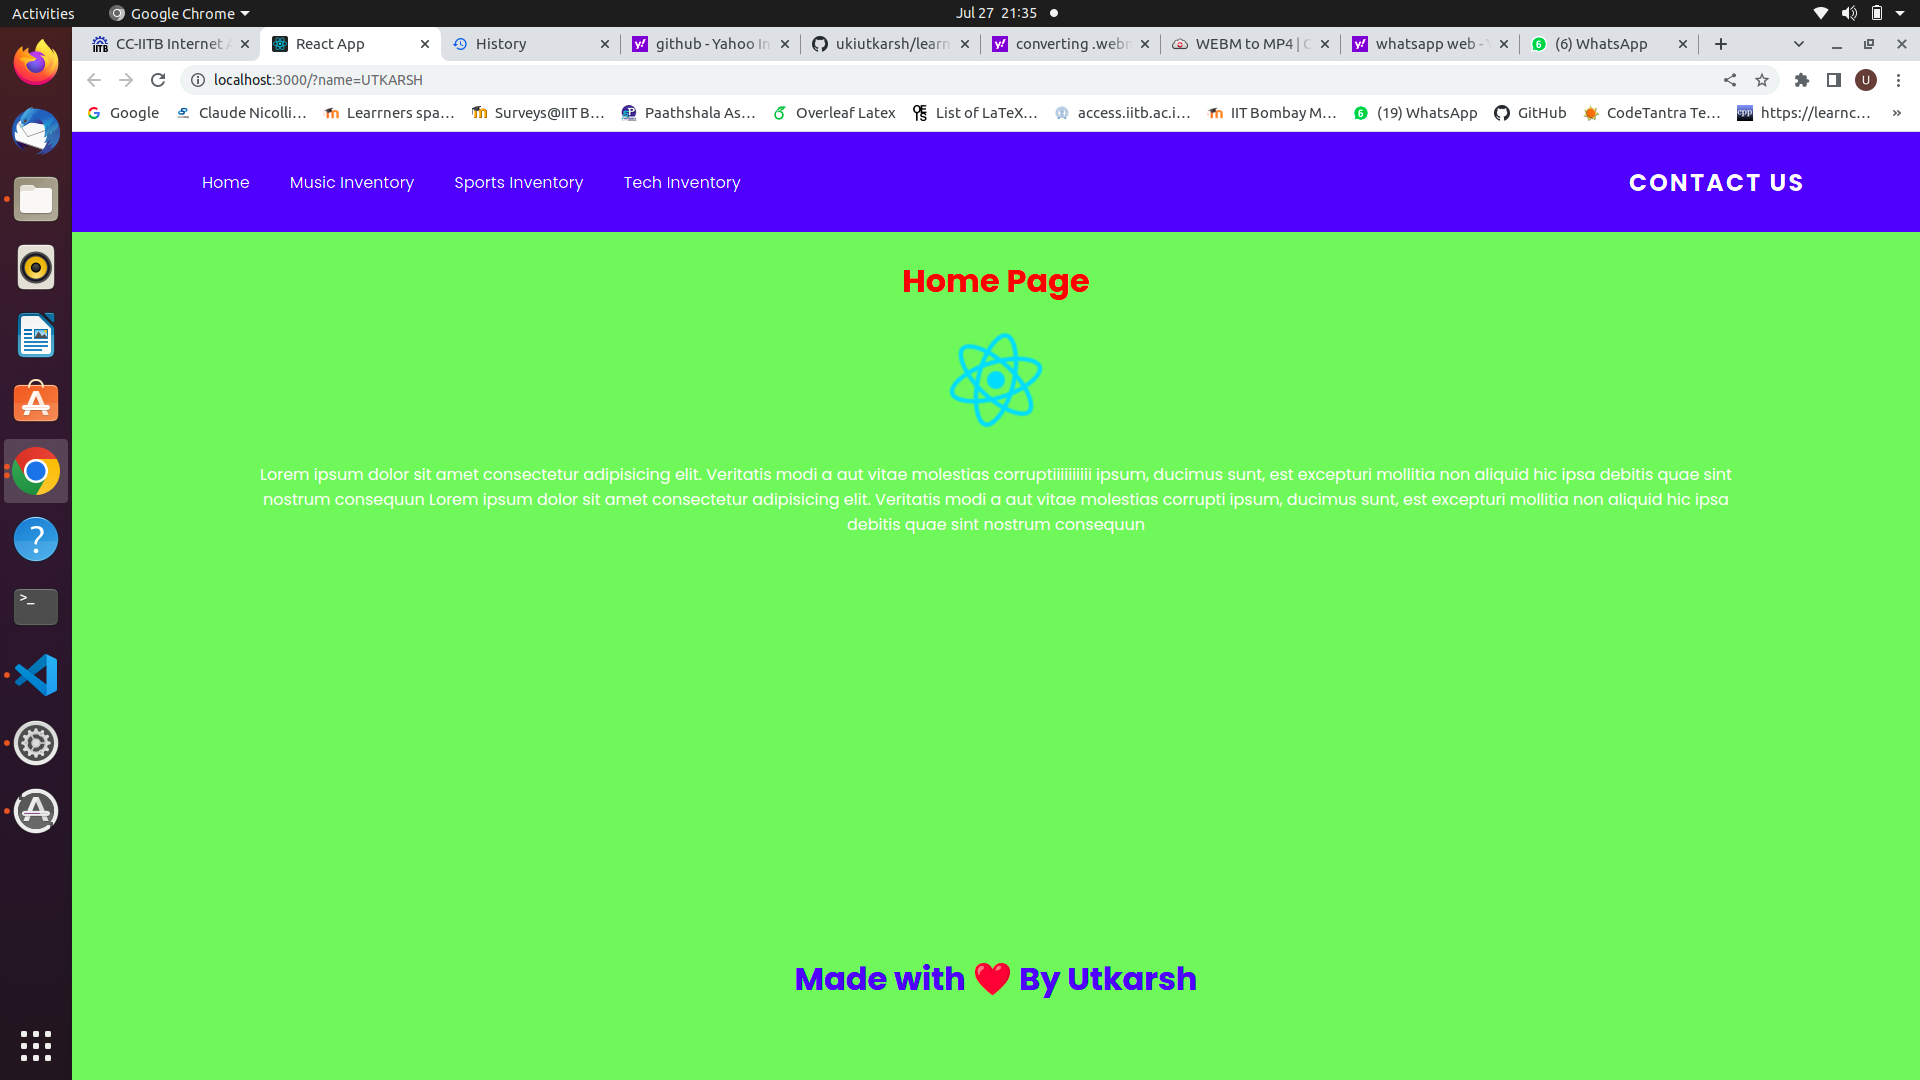 Activities
Google Chrome
Jul 27 21:35
CC-IITB Internet A
React App
History
github - Yahoo In
ukiutkarsh/learn
converting .webm
WEBM to MP4 | C
whatsapp web - Y
(6) WhatsApp
localhost:3000/?name=UTKARSH
U
Google
Claude Nicolli…
Learrners spa…
Surveys@IIT B…
Paathshala As…
Overleaf Latex
List of LaTeX…
access.iitb.ac.i…
IIT Bombay M…
(19) WhatsApp
GitHub
CodeTantra Te…
https://learnc…
»
Home
Music Inventory
Sports Inventory
Tech Inventory
CONTACT US
Home Page
Lorem ipsum dolor sit amet consectetur adipisicing elit. Veritatis modi a aut vitae molestias corruptiiiiiiiiii ipsum, ducimus sunt, est excepturi mollitia non aliquid hic ipsa debitis quae sint
nostrum consequun Lorem ipsum dolor sit amet consectetur adipisicing elit. Veritatis modi a aut vitae molestias corrupti ipsum, ducimus sunt, est excepturi mollitia non aliquid hic ipsa
debitis quae sint nostrum consequun
Made with ❤️ By Utkarsh